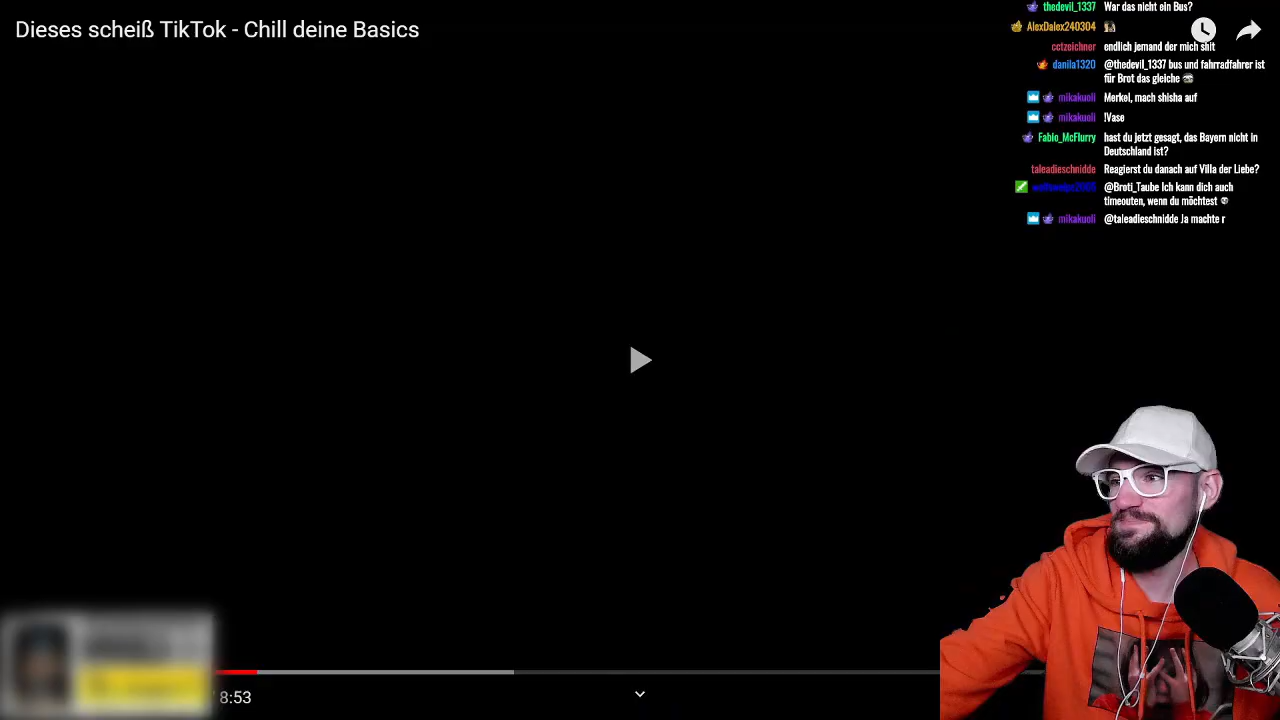 Dieses scheiß TikTok - Chill deine Basics
thedevil_1337 War das nicht ein Bus?
AlexDalex240304
cctzeichner endlich jemand der mich shit
danila1320 @thedevil_1337 bus und fahrradfahrer ist
für Brot das gleiche
mikakuoli Merkel, mach shisha auf
mikakuoli !Vase
Fabio_McFlurry hast du jetzt gesagt, das Bayern nicht in
Deutschland ist?
taleadieschnidde Reagierst du danach auf Villa der Liebe?
@Broti_Taube Ich kann dich auch
timeouten, wenn du möchtest
mikakuoli @taleadieschnidde Ja machte r
8:53